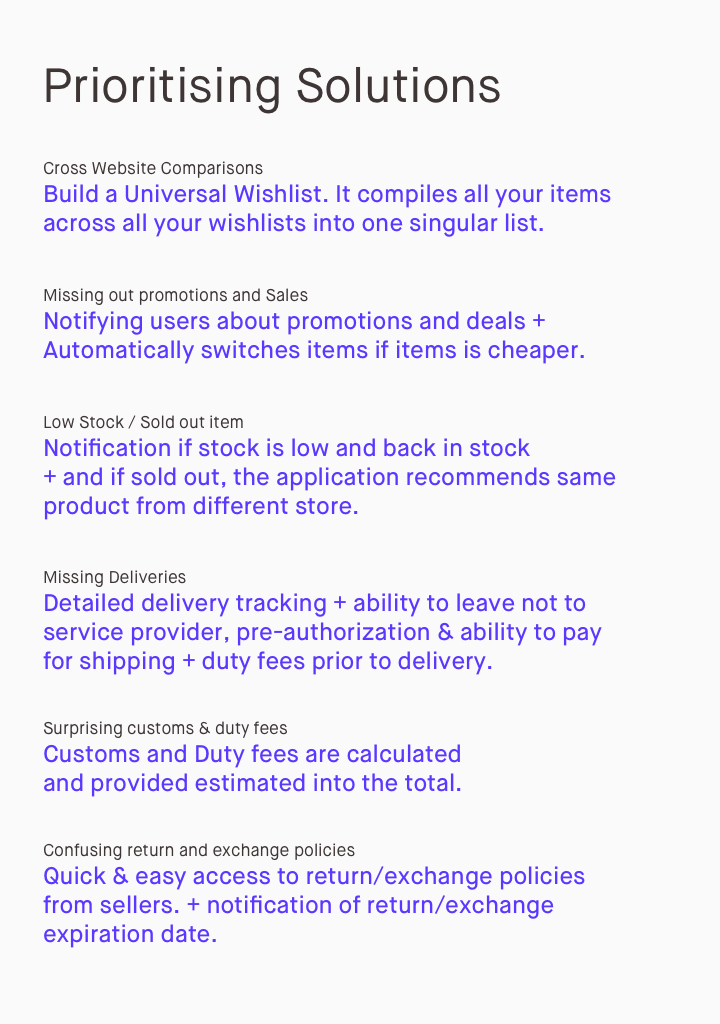 Prioritising Solutions
Cross Website Comparisons
Build a Universal Wishlist. It compiles all your items
across all your wishlists into one singular list.
Missing out promotions and Sales
Notifying users about promotions and deals +
Automatically switches items if items is cheaper.
Low Stock / Sold out item
Notification if stock is low and back in stock
+ and if sold out, the application recommends same
product from different store.
Missing Deliveries
Detailed delivery tracking + ability to leave not to
service provider, pre-authorization & ability to pay
for shipping + duty fees prior to delivery.
Surprising customs & duty fees
Customs and Duty fees are calculated
and provided estimated into the total.
Confusing return and exchange policies
Quick & easy access to return/exchange policies
from sellers. + notification of return/exchange
expiration date.